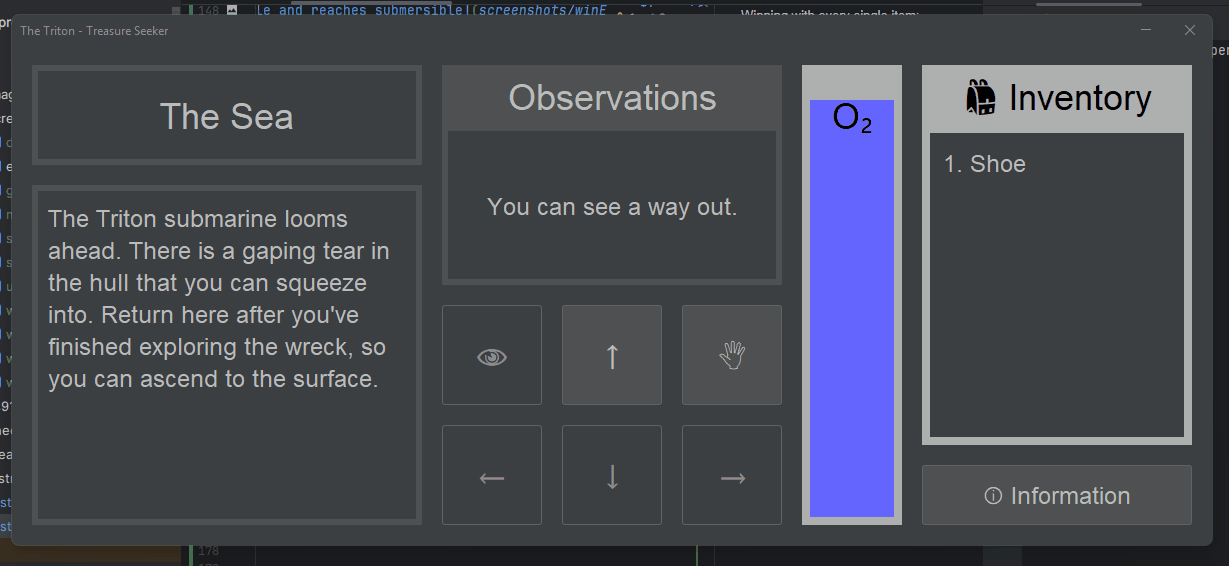 148
le and reaches submersible](screenshots/winE
Winning with every single item:
The Triton - Treasure Seeker
The Sea
The Triton submarine looms
ahead. There is a gaping tear in
the hull that you can squeeze
into. Return here after you've
finished exploring the wreck, so
you can ascend to the surface.
Observations
You can see a way out.
↑
←
↓
→
O₂
Inventory
1. Shoe
Information
178